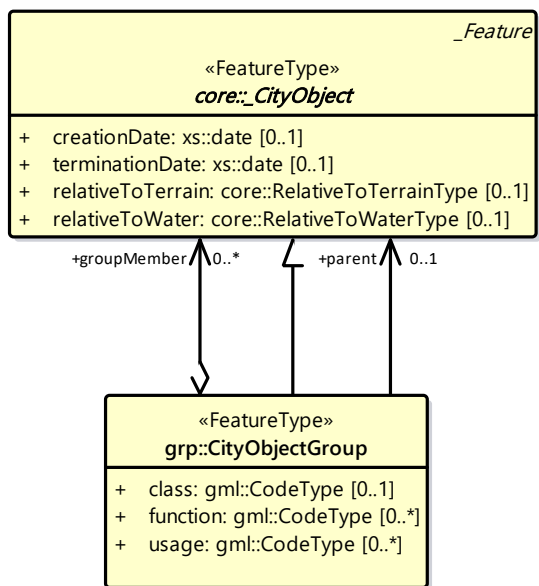 _Feature
«FeatureType»
core::_CityObject
+ creationDate: xs::date [0..1]
+ terminationDate: xs::date [0..1]
+ relativeToTerrain: core::RelativeToTerrainType [0..1]
+ relativeToWater: core::RelativeToWaterType [0..1]
+groupMember 0..* +parent 0..1
«FeatureType»
grp::CityObjectGroup
+ class: gml::CodeType [0..1]
+ function: gml::CodeType [0..*]
+ usage: gml::CodeType [0..*]